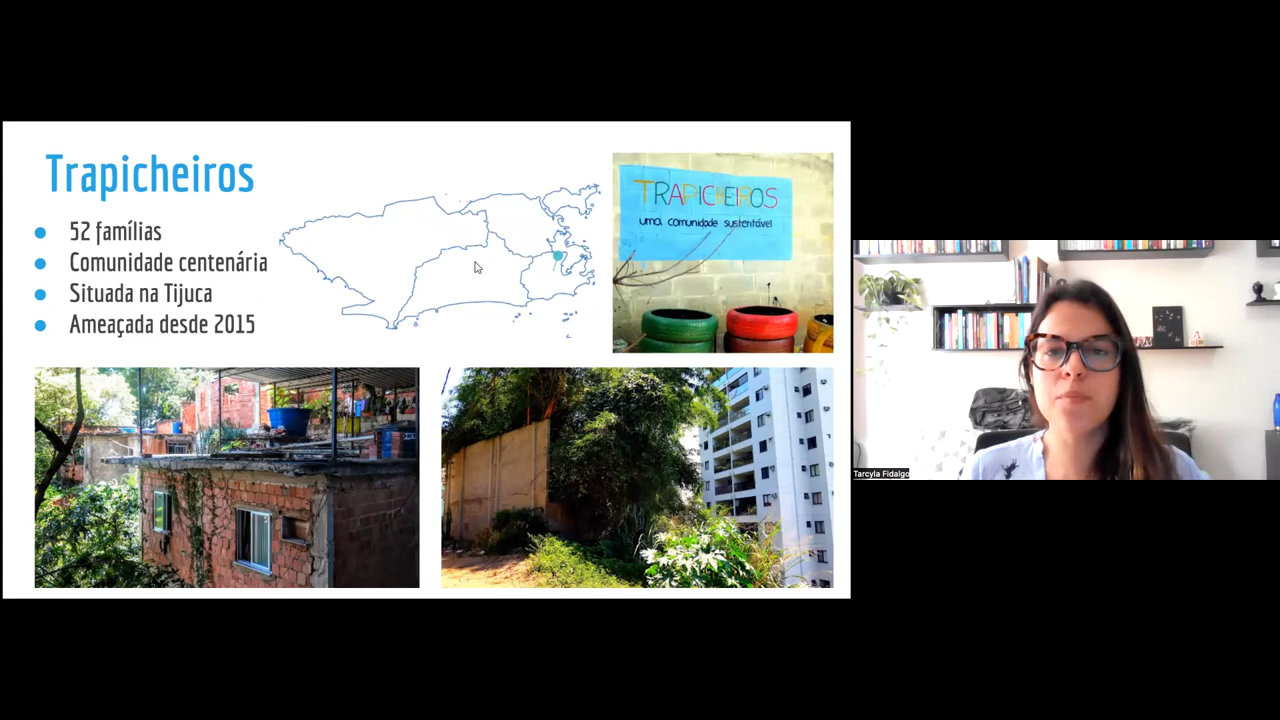 Trapicheiros
52 famílias
Comunidade centenária
Situada na Tijuca
Ameaçada desde 2015
TRAPICHEIROS
uma comunidade sustentável
Tarcyla Fidalgo